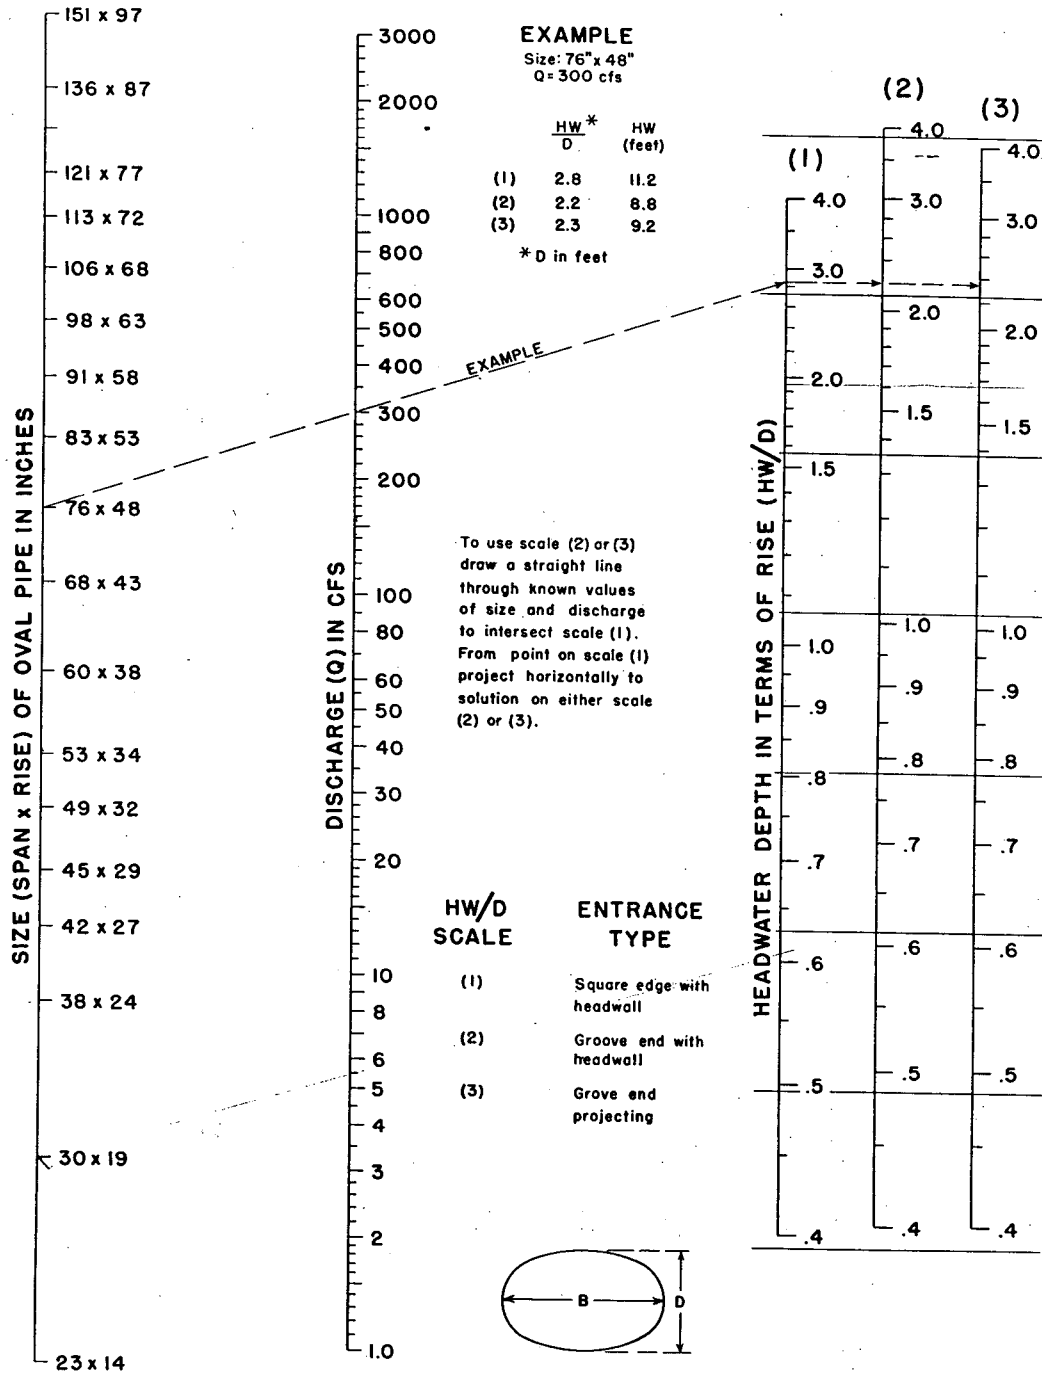 151 x 97
136 x 87
121 x 77
113 x 72
106 x 68
98 x 63
91 x 58
83 x 53
76 x 48
68 x 43
60 x 38
53 x 34
49 x 32
45 x 29
42 x 27
38 x 24
30 x 19
23 x 14
SIZE (SPAN x RISE) OF OVAL PIPE IN INCHES
3000
2000
1000
800
600
500
400
300
200
100
80
60
50
40
30
20
10
8
6
5
4
3
2
1.0
DISCHARGE (Q) IN CFS
EXAMPLE
Size: 76" x 48"
Q = 300 cfs
HW * HW
D (feet)
(1) 2.8 11.2
(2) 2.2 8.8
(3) 2.3 9.2
* D in feet
EXAMPLE
To use scale (2) or (3)
draw a straight line
through known values
of size and discharge
to intersect scale (1).
From point on scale (1)
project horizontally to
solution on either scale
(2) or (3).
HW/D ENTRANCE
SCALE TYPE
(1) Square edge with
headwall
(2) Groove end with
headwall
(3) Grove end
projecting
B
D
HEADWATER DEPTH IN TERMS OF RISE (HW/D)
(1)
4.0
3.0
2.0
1.5
1.0
.9
.8
.7
.6
.5
.4
(2)
4.0
3.0
2.0
1.5
1.0
.9
.8
.7
.6
.5
.4
(3)
4.0
3.0
2.0
1.5
1.0
.9
.8
.7
.6
.5
.4